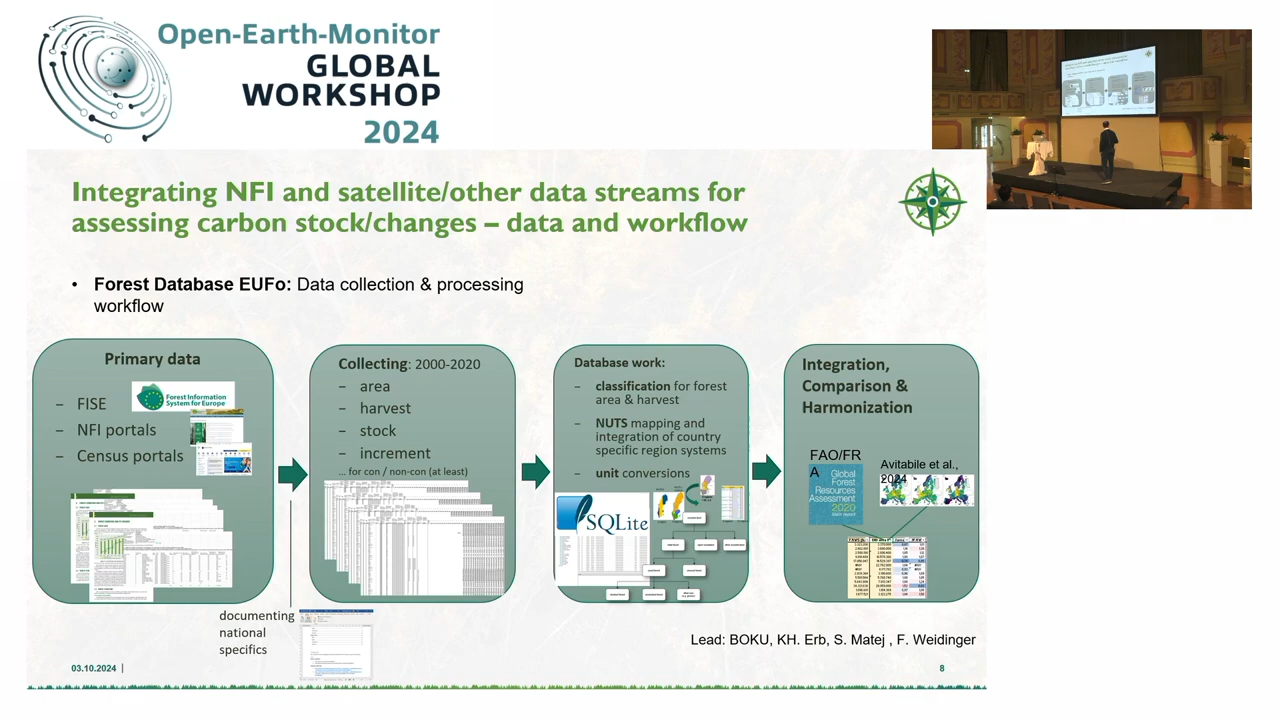 Open-Earth-Monitor
GLOBAL
WORKSHOP
2024
Integrating NFI and satellite/other data streams for
assessing carbon stock/changes – data and workflow
• Forest Database EUFo: Data collection & processing
workflow
Primary data
– FISE
– NFI portals
– Census portals
Forest Information
System for Europe
documenting
national
specifics
Collecting: 2000-2020
– area
– harvest
– stock
– increment
... for con / non-con (at least)
Database work:
– classification for forest
area & harvest
– NUTS mapping and
integration of country
specific region systems
– unit conversions
SQLite
Integration,
Comparison &
Harmonization
FAO/FR
A
Global
Forest
Resources
Assessment
2020
Main report
Avitabile et al.,
2024
Lead: BOKU, KH. Erb, S. Matej , F. Weidinger
03.10.2024 |
8